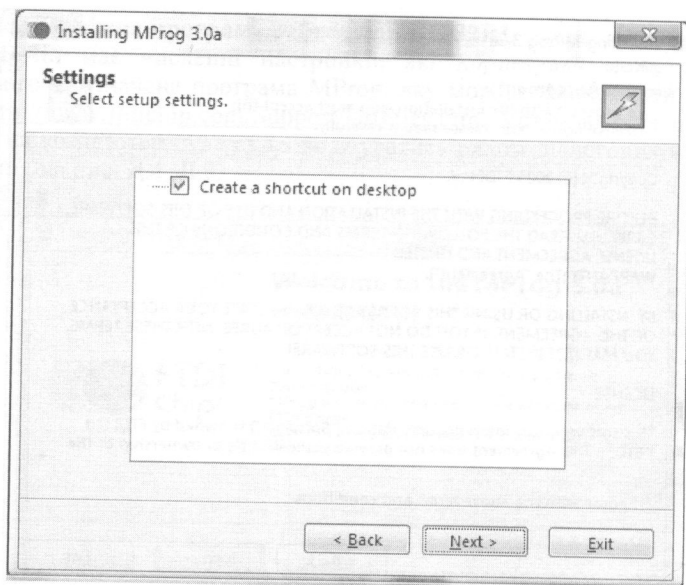 Installing MProg 3.0a
Settings
Select setup settings.
Create a shortcut on desktop
< Back
Next >
Exit